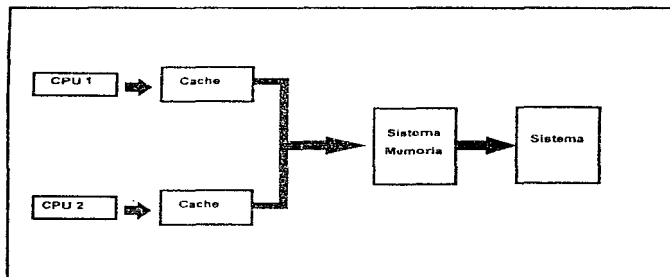 CPU 1
Cache
Sistema
Memoria
Sistema
CPU 2
Cache